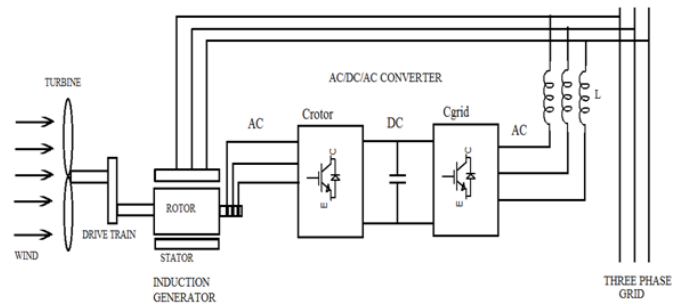 AC/DC/AC CONVERTER
TURBINE
L
AC
Crotor
DC
Cgrid
AC
C
E
C
E
ROTOR
DRIVE TRAIN
STATOR
WIND
INDUCTION
GENERATOR
THREE PHASE
GRID